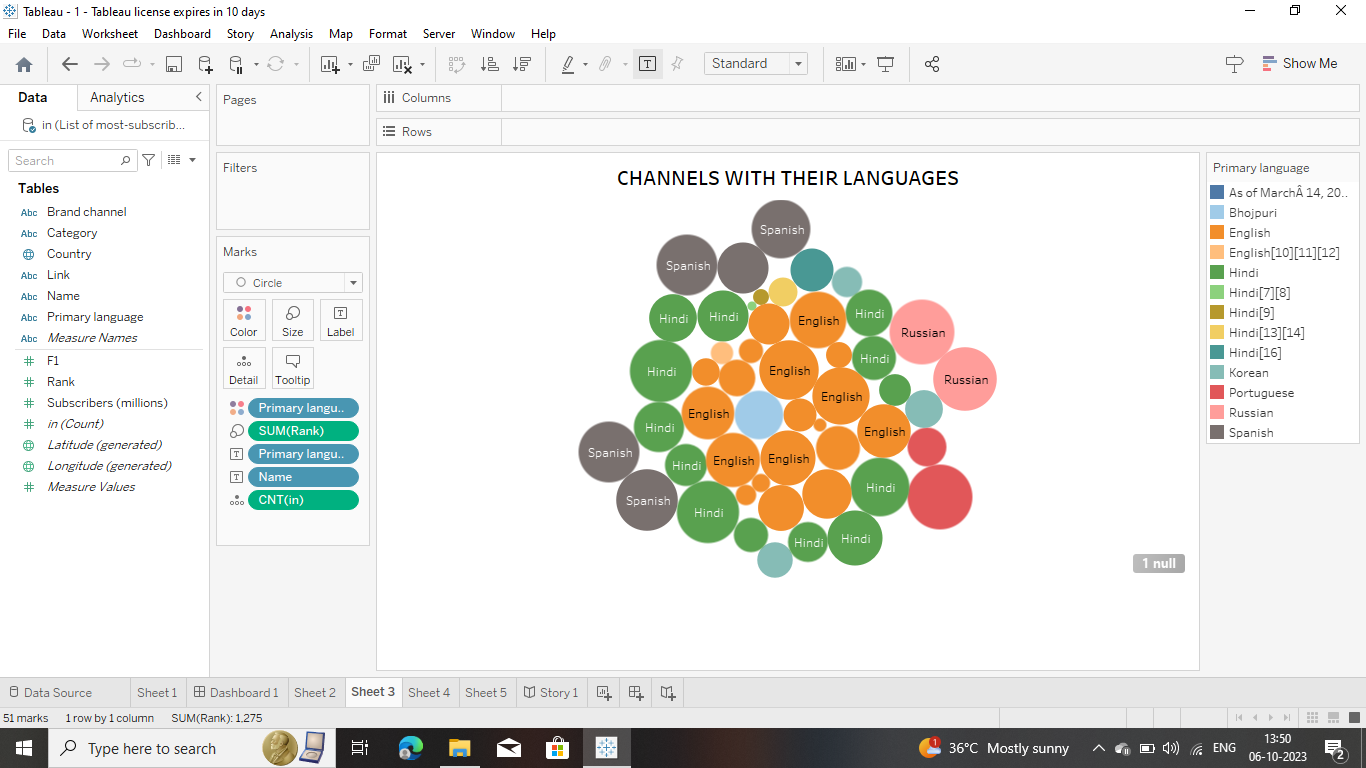 Tableau - 1 - Tableau license expires in 10 days
File Data Worksheet Dashboard Story Analysis Map Format Server Window Help
Standard
Show Me
Data Analytics
in (List of most-subscrib...
Search
Tables
Abc Brand channel
Abc Category
Country
Abc Link
Abc Name
Abc Primary language
Abc Measure Names
F1
Rank
Subscribers (millions)
in (Count)
Latitude (generated)
Longitude (generated)
Measure Values
Pages
Filters
Marks
Circle
Color Size Label
Detail Tooltip
Primary langu..
SUM(Rank)
Primary langu..
Name
CNT(in)
Columns
Rows
CHANNELS WITH THEIR LANGUAGES
Spanish
Spanish
Hindi
Hindi
English
Hindi
Russian
Hindi
English
Hindi
Russian
English
English
Hindi
English
Spanish
Hindi
English
English
Hindi
Spanish
Hindi
Hindi
Hindi
1 null
Primary language
As of MarchÂ 14, 20..
Bhojpuri
English
English[10][11][12]
Hindi
Hindi[7][8]
Hindi[9]
Hindi[13][14]
Hindi[16]
Korean
Portuguese
Russian
Spanish
Data Source Sheet 1 Dashboard 1 Sheet 2 Sheet 3 Sheet 4 Sheet 5 Story 1
51 marks 1 row by 1 column SUM(Rank): 1,275
Type here to search
1
36°C Mostly sunny
ENG
13:50
06-10-2023
2